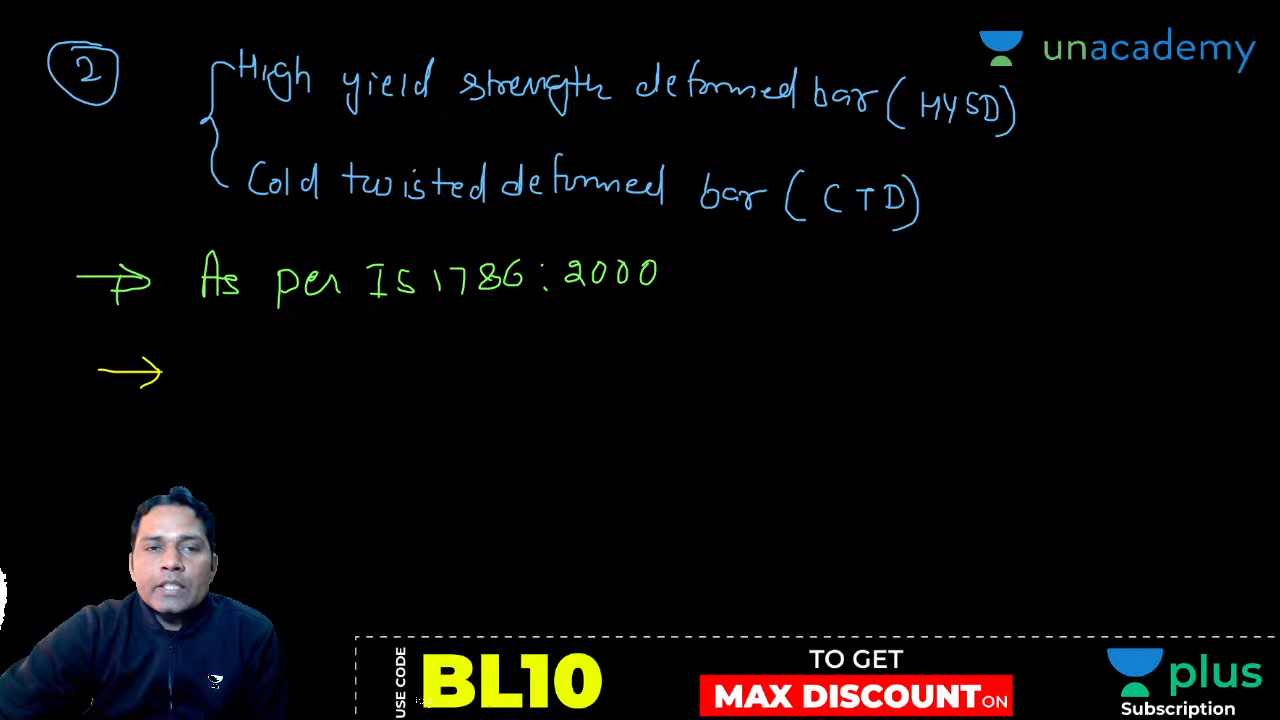 2
High yield strength deformed bar (HYSD)
unacademy
Cold twisted deformed bar (CTD)
As per IS 1786 : 2000
USE CODE
BL10
TO GET
MAX DISCOUNT ON
plus
Subscription